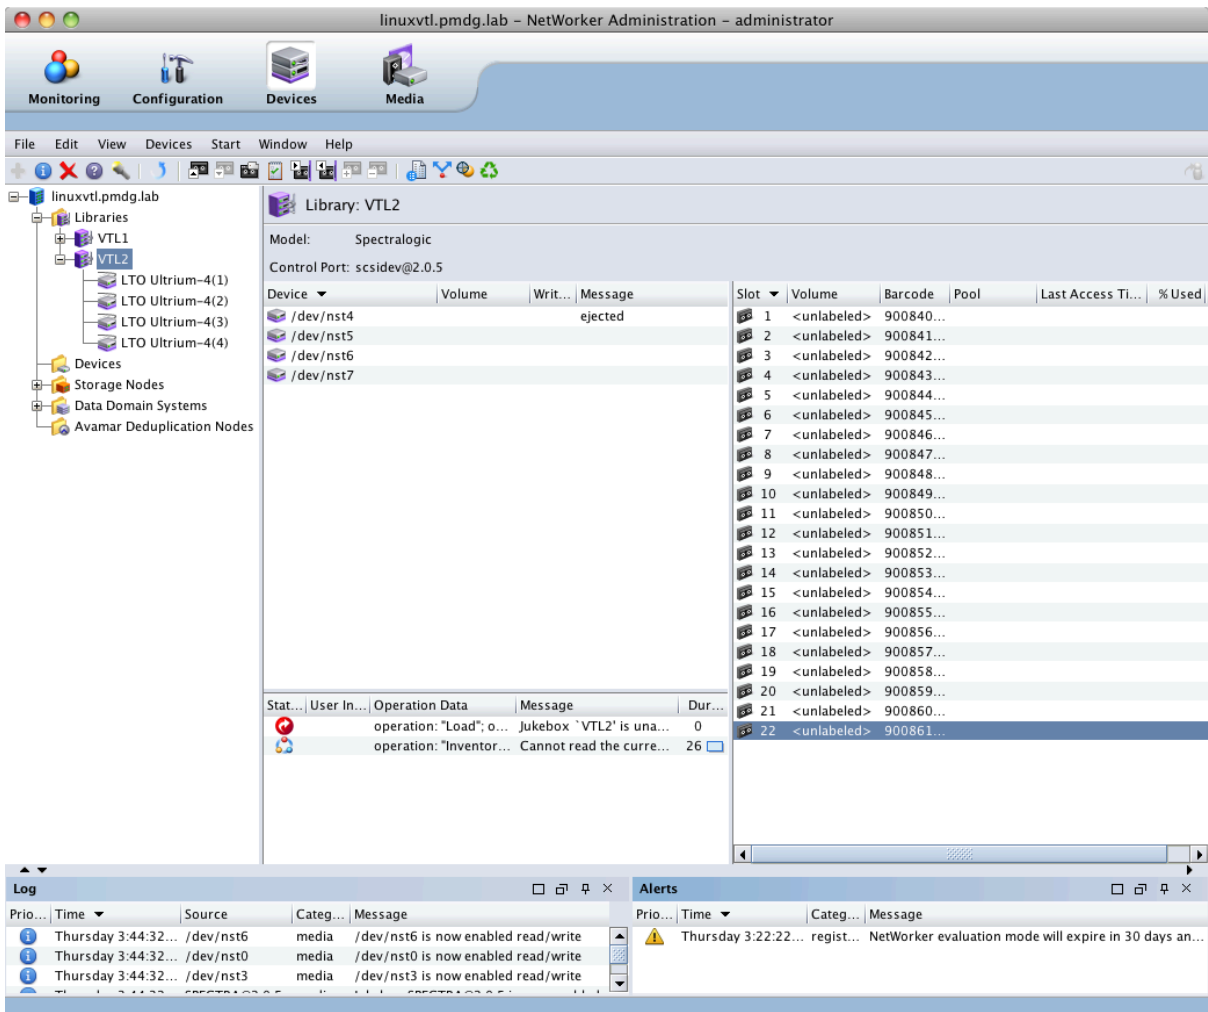 linuxvtl.pmdg.lab – NetWorker Administration – administrator
Monitoring Configuration Devices Media
File Edit View Devices Start Window Help
linuxvtl.pmdg.lab
Libraries
VTL1
VTL2
LTO Ultrium-4(1)
LTO Ultrium-4(2)
LTO Ultrium-4(3)
LTO Ultrium-4(4)
Devices
Storage Nodes
Data Domain Systems
Avamar Deduplication Nodes
Library: VTL2
Model: Spectralogic
Control Port: scsidev@2.0.5
Device Volume Writ... Message
/dev/nst4 ejected
/dev/nst5
/dev/nst6
/dev/nst7
Slot Volume Barcode Pool Last Access Ti... % Used
1 <unlabeled> 900840...
2 <unlabeled> 900841...
3 <unlabeled> 900842...
4 <unlabeled> 900843...
5 <unlabeled> 900844...
6 <unlabeled> 900845...
7 <unlabeled> 900846...
8 <unlabeled> 900847...
9 <unlabeled> 900848...
10 <unlabeled> 900849...
11 <unlabeled> 900850...
12 <unlabeled> 900851...
13 <unlabeled> 900852...
14 <unlabeled> 900853...
15 <unlabeled> 900854...
16 <unlabeled> 900855...
17 <unlabeled> 900856...
18 <unlabeled> 900857...
19 <unlabeled> 900858...
20 <unlabeled> 900859...
21 <unlabeled> 900860...
22 <unlabeled> 900861...
Stat... User In... Operation Data Message Dur...
operation: "Load"; o... Jukebox `VTL2' is una... 0
operation: "Inventor... Cannot read the curre... 26
Log
Prio... Time Source Categ... Message
Thursday 3:44:32... /dev/nst6 media /dev/nst6 is now enabled read/write
Thursday 3:44:32... /dev/nst0 media /dev/nst0 is now enabled read/write
Thursday 3:44:32... /dev/nst3 media /dev/nst3 is now enabled read/write
Alerts
Prio... Time Categ... Message
Thursday 3:22:22... regist... NetWorker evaluation mode will expire in 30 days an...